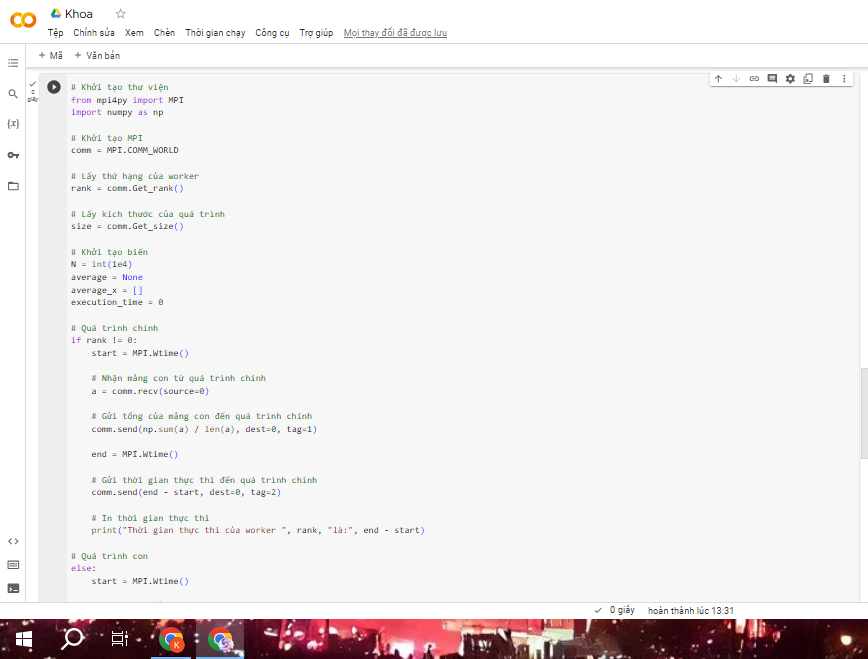 Khoa
Tệp Chỉnh sửa Xem Chèn Thời gian chạy Công cụ Trợ giúp Mọi thay đổi đã được lưu
+ Mã + Văn bản
0
giây
# Khởi tạo thư viện
from mpi4py import MPI
import numpy as np
# Khởi tạo MPI
comm = MPI.COMM_WORLD
# Lấy thứ hạng của worker
rank = comm.Get_rank()
# Lấy kích thước của quá trình
size = comm.Get_size()
# Khởi tạo biến
N = int(1e4)
average = None
average_x = []
execution_time = 0
# Quá trình chính
if rank != 0:
start = MPI.Wtime()
# Nhận mảng con từ quá trình chính
a = comm.recv(source=0)
# Gửi tổng của mảng con đến quá trình chính
comm.send(np.sum(a) / len(a), dest=0, tag=1)
end = MPI.Wtime()
# Gửi thời gian thực thi đến quá trình chính
comm.send(end - start, dest=0, tag=2)
# In thời gian thực thi
print("Thời gian thực thi của worker ", rank, "là:", end - start)
# Quá trình con
else:
start = MPI.Wtime()
0 giây hoàn thành lúc 13:31
K